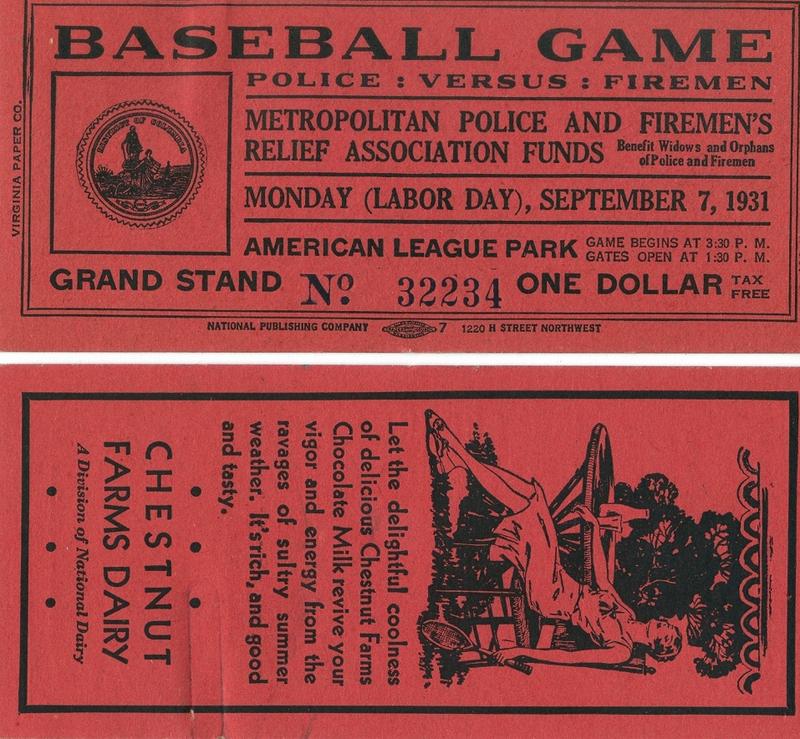 BASEBALL GAME
POLICE : VERSUS : FIREMEN
METROPOLITAN POLICE AND FIREMEN'S
RELIEF ASSOCIATION FUNDS Benefit Widows and Orphans
of Police and Firemen
MONDAY (LABOR DAY), SEPTEMBER 7, 1931
AMERICAN LEAGUE PARK GAME BEGINS AT 3:30 P. M.
GATES OPEN AT 1:30 P. M.
GRAND STAND No. 32234 ONE DOLLAR TAX
FREE
VIRGINIA PAPER CO.
NATIONAL PUBLISHING COMPANY 7 1220 H STREET NORTHWEST
Let the delightful coolness
of delicious Chestnut Farms
Chocolate Milk revive your
vigor and energy from the
ravages of sultry summer
weather. It's rich, and good
and tasty.
CHESTNUT
FARMS DAIRY
A Division of National Dairy